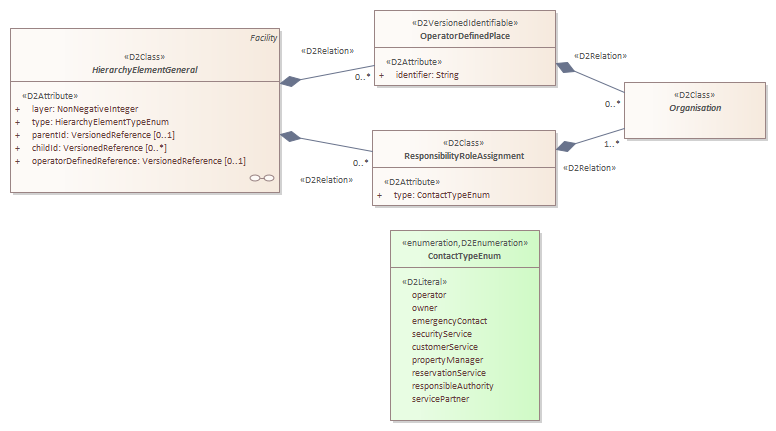 Facility
«D2Class»
HierarchyElementGeneral
«D2Attribute»
+ layer: NonNegativeInteger
+ type: HierarchyElementTypeEnum
+ parentId: VersionedReference [0..1]
+ childId: VersionedReference [0..*]
+ operatorDefinedReference: VersionedReference [0..1]
«D2Relation»
0..*
«D2VersionedIdentifiable»
OperatorDefinedPlace
«D2Attribute»
+ identifier: String
«D2Relation»
0..*
«D2Class»
Organisation
«D2Relation»
0..*
«D2Class»
ResponsibilityRoleAssignment
«D2Attribute»
+ type: ContactTypeEnum
1..*
«D2Relation»
«enumeration,D2Enumeration»
ContactTypeEnum
«D2Literal»
operator
owner
emergencyContact
securityService
customerService
propertyManager
reservationService
responsibleAuthority
servicePartner